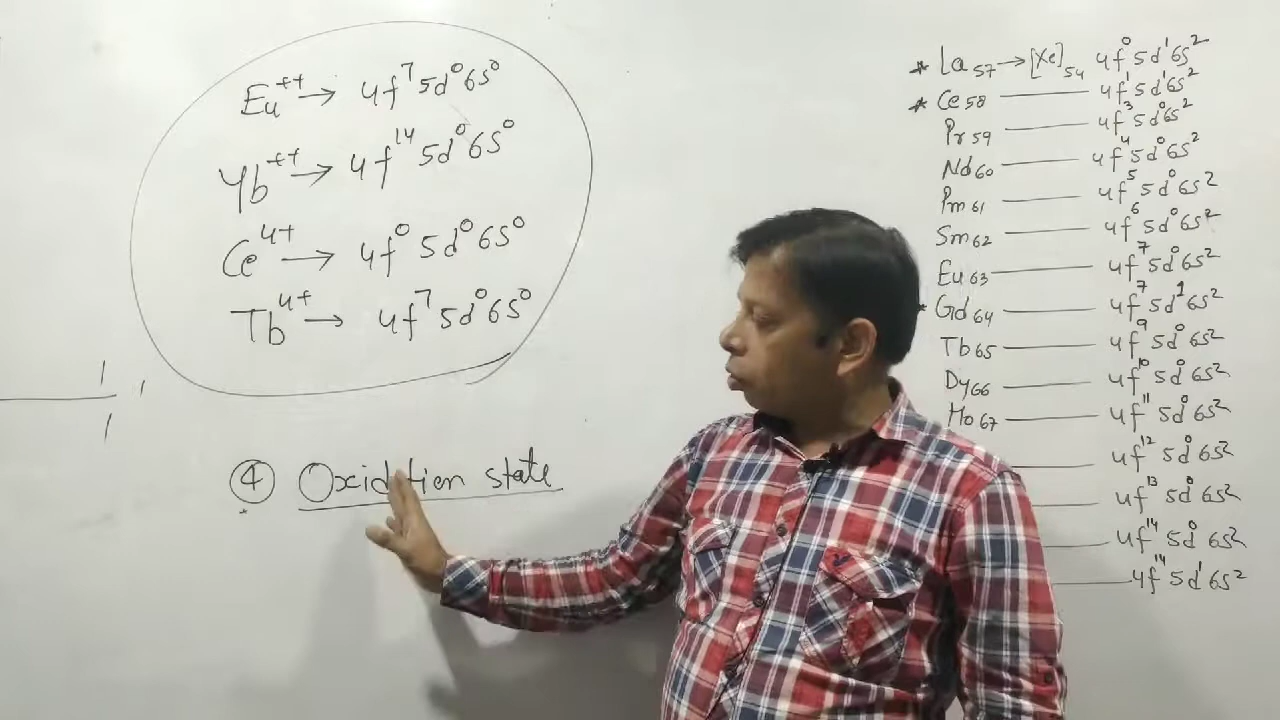 Eu⁺⁺ → 4f⁷ 5d⁰ 6s⁰
Yb⁺⁺ → 4f¹⁴ 5d⁰ 6s⁰
Ce⁴⁺ → 4f⁰ 5d⁰ 6s⁰
Tb⁴⁺ → 4f⁷ 5d⁰ 6s⁰
④ Oxidation state
* La₅₇ → [Xe]₅₄ 4f⁰ 5d¹ 6s²
* Ce₅₈ — 4f¹ 5d¹ 6s²
Pr₅₉ — 4f³ 5d⁰ 6s²
Nd₆₀ — 4f⁴ 5d⁰ 6s²
Pm₆₁ — 4f⁵ 5d⁰ 6s²
Sm₆₂ — 4f⁶ 5d⁰ 6s²
Eu₆₃ — 4f⁷ 5d⁰ 6s²
* Gd₆₄ — 4f⁷ 5d¹ 6s²
Tb₆₅ — 4f⁹ 5d⁰ 6s²
Dy₆₆ — 4f¹⁰ 5d⁰ 6s²
Ho₆₇ — 4f¹¹ 5d⁰ 6s²
— 4f¹² 5d⁰ 6s²
— 4f¹³ 5d⁰ 6s²
— 4f¹⁴ 5d⁰ 6s²
— 4f¹⁴ 5d¹ 6s²